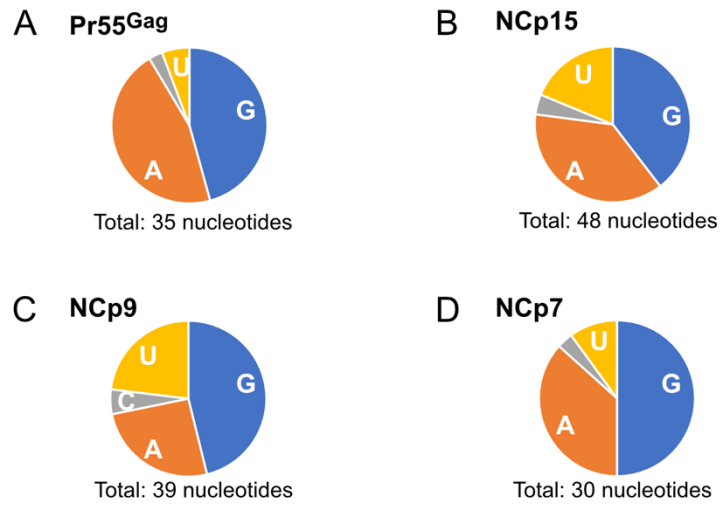 A Pr55Gag
U
G
A
Total: 35 nucleotides
B NCp15
U
G
A
Total: 48 nucleotides
C NCp9
U
G
C
A
Total: 39 nucleotides
D NCp7
U
G
A
Total: 30 nucleotides